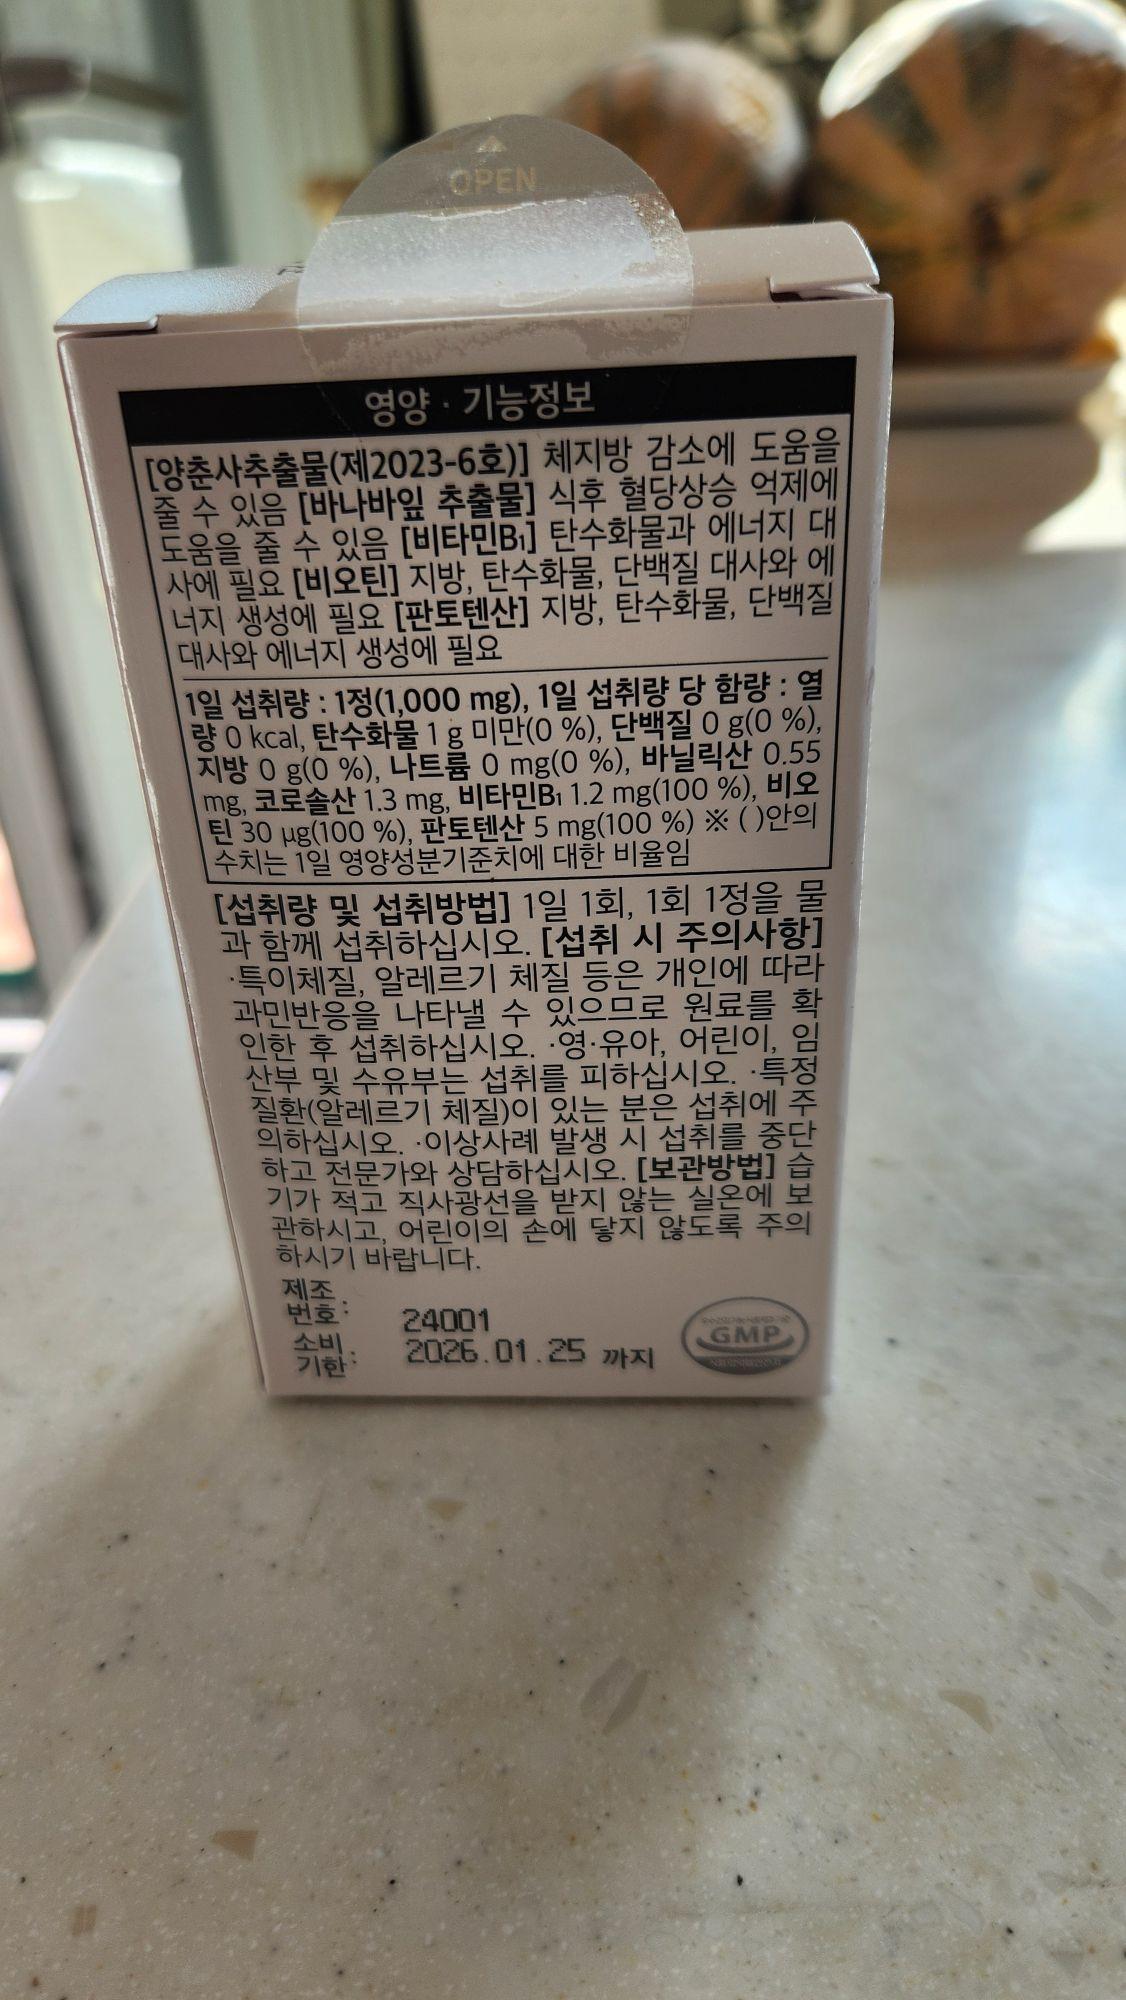 OPEN
영양 · 기능정보
[양춘사추출물(제2023-6호)] 체지방 감소에 도움을
줄 수 있음 [바나바잎 추출물] 식후 혈당상승 억제에
도움을 줄 수 있음 [비타민B₁] 탄수화물과 에너지 대
사에 필요 [비오틴] 지방, 탄수화물, 단백질 대사와 에
너지 생성에 필요 [판토텐산] 지방, 탄수화물, 단백질
대사와 에너지 생성에 필요
1일 섭취량 : 1정(1,000 mg), 1일 섭취량 당 함량 : 열
량 0 kcal, 탄수화물 1 g 미만(0 %), 단백질 0 g(0 %),
지방 0 g(0 %), 나트륨 0 mg(0 %), 바닐릭산 0.55
mg, 코로솔산 1.3 mg, 비타민B₁ 1.2 mg(100 %), 비오
틴 30 µg(100 %), 판토텐산 5 mg(100 %) ※ ( )안의
수치는 1일 영양성분기준치에 대한 비율임
[섭취량 및 섭취방법] 1일 1회, 1회 1정을 물
과 함께 섭취하십시오. [섭취 시 주의사항]
·특이체질, 알레르기 체질 등은 개인에 따라
과민반응을 나타낼 수 있으므로 원료를 확
인한 후 섭취하십시오. ·영·유아, 어린이, 임
산부 및 수유부는 섭취를 피하십시오. ·특정
질환(알레르기 체질)이 있는 분은 섭취에 주
의하십시오. ·이상사례 발생 시 섭취를 중단
하고 전문가와 상담하십시오. [보관방법] 습
기가 적고 직사광선을 받지 않는 실온에 보
관하시고, 어린이의 손에 닿지 않도록 주의
하시기 바랍니다.
제조
번호 : 24001
소비
기한 : 2026.01.25 까지
GMP